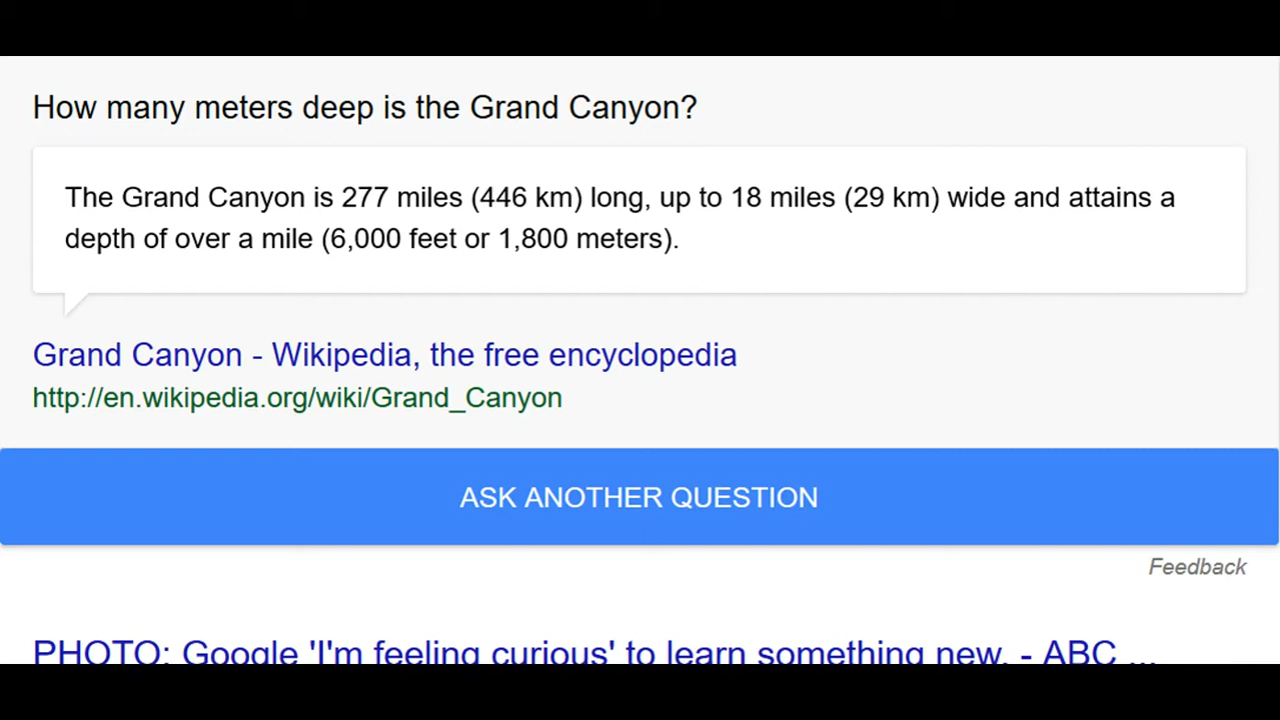 How many meters deep is the Grand Canyon?
The Grand Canyon is 277 miles (446 km) long, up to 18 miles (29 km) wide and attains a
depth of over a mile (6,000 feet or 1,800 meters).
Grand Canyon - Wikipedia, the free encyclopedia
http://en.wikipedia.org/wiki/Grand_Canyon
ASK ANOTHER QUESTION
Feedback
PHOTO: Google 'I'm feeling curious' to learn something new. - ABC ...